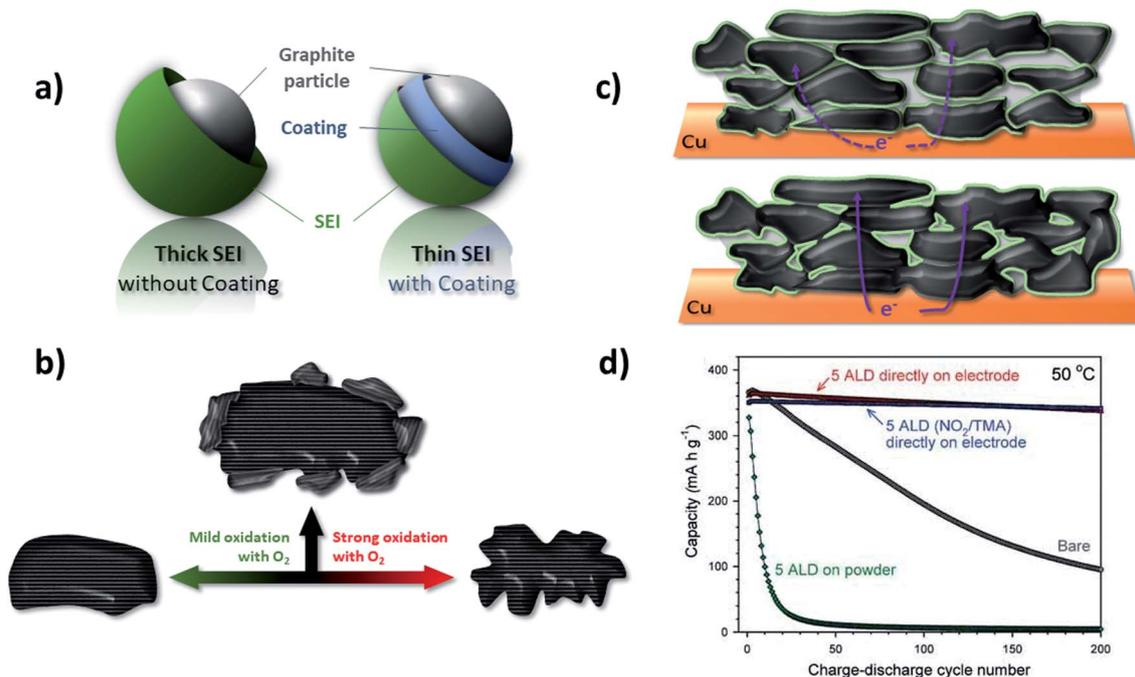 a)
Graphite
particle
Coating
SEI
Thick SEI
without Coating
Thin SEI
with Coating
b)
Mild oxidation
with O₂
Strong oxidation
with O₂
c)
Cu
e⁻
Cu
e⁻
d)
400
300
200
100
0
Capacity (mA h g⁻¹)
50 °C
5 ALD directly on electrode
5 ALD (NO₂/TMA)
directly on electrode
Bare
5 ALD on powder
0
50
100
150
200
Charge-discharge cycle number